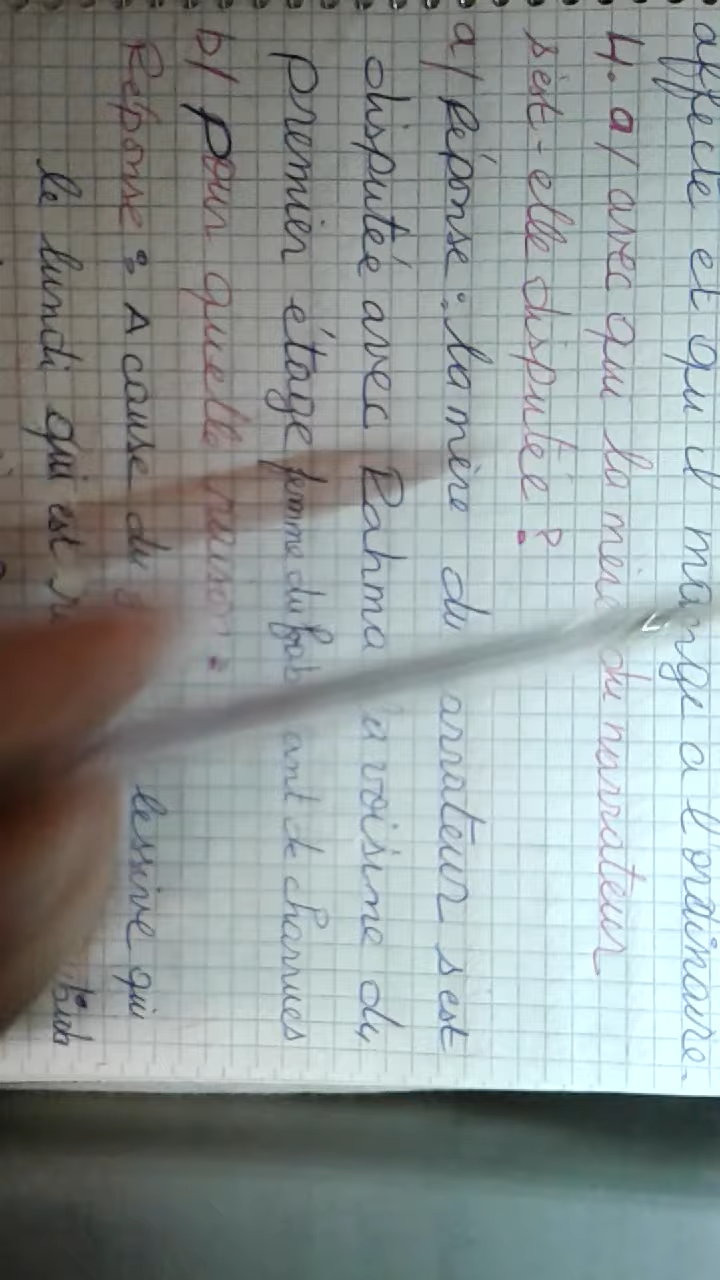 affecte et qu'il mange a l'ordinaire.
4. a/ avec qui la mère du narrateur
s'est-elle disputée ?
a/ Réponse : La mère du narrateur s'est
disputée avec Rahma la voisine du
premier étage femme du fabricant de charrues
b/ pour quelle raison ?
Réponse : A cause du lessive qui
le lundi qui est